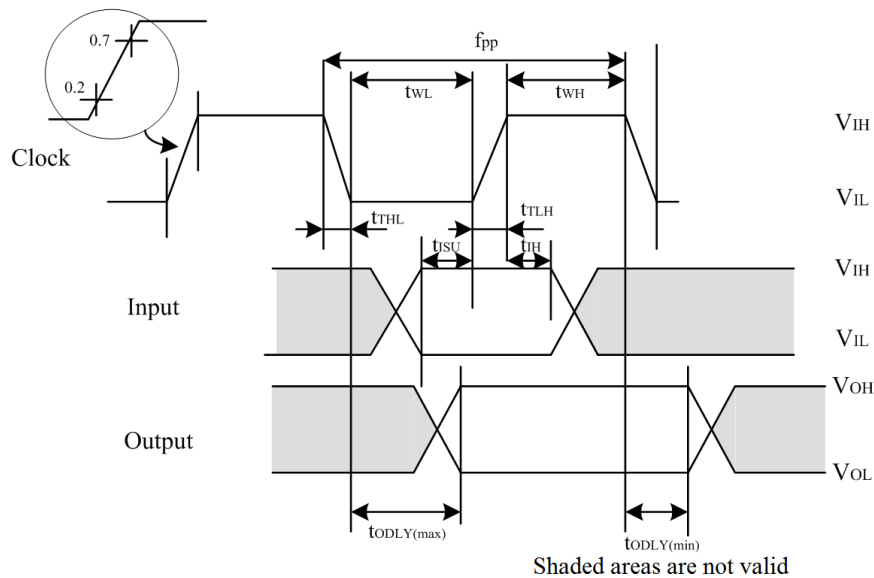 0.7
0.2
Clock
fpp
tWL
tWH
VIH
VIL
tTHL
tTLH
tISU
tIH
Input
VIH
VIL
Output
VOH
VOL
tODLY(max)
tODLY(min)
Shaded areas are not valid